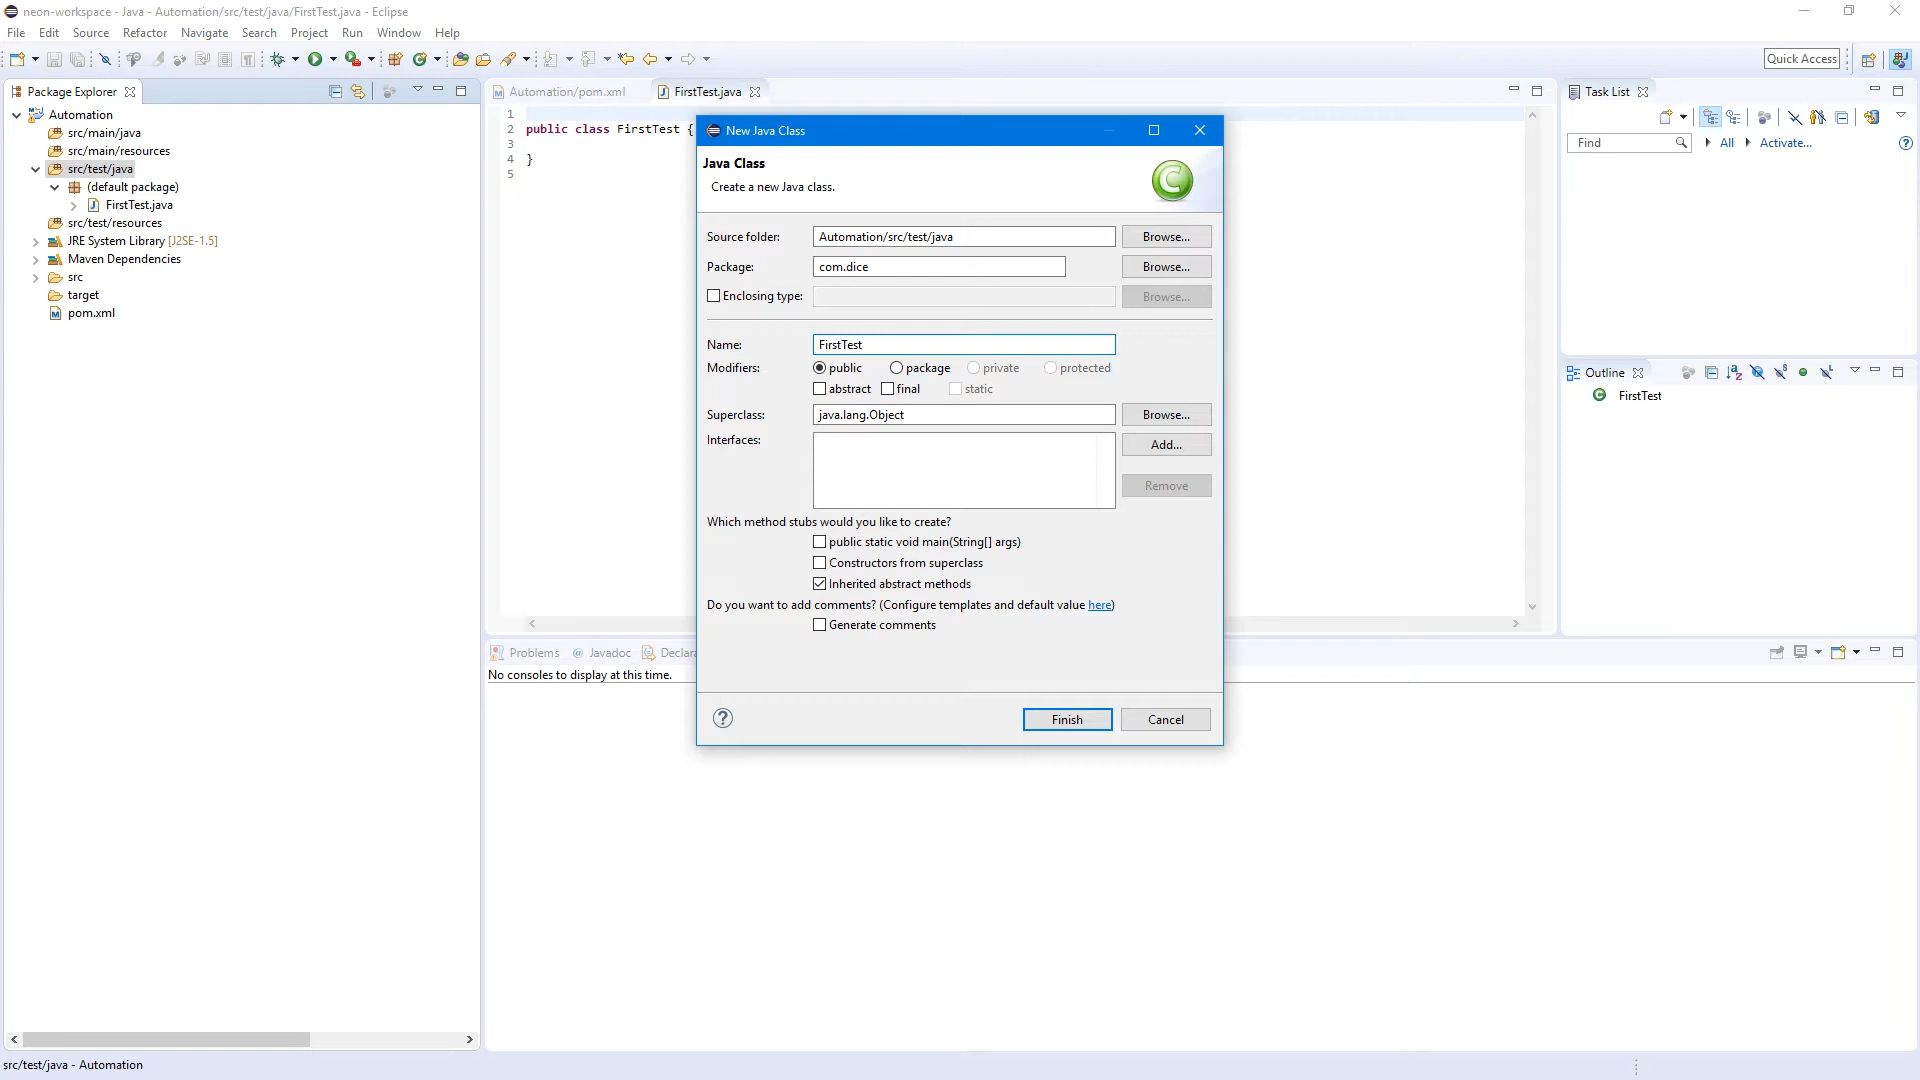 neon-workspace - Java - Automation/src/test/java/FirstTest.java - Eclipse
File Edit Source Refactor Navigate Search Project Run Window Help
Quick Access
Package Explorer
Automation
src/main/java
src/main/resources
src/test/java
(default package)
FirstTest.java
src/test/resources
JRE System Library [J2SE-1.5]
Maven Dependencies
src
target
pom.xml
Automation/pom.xml
FirstTest.java
1
2 public class FirstTest {
3
4 }
5
New Java Class
Java Class
Create a new Java class.
Source folder: Automation/src/test/java Browse...
Package: com.dice Browse...
Enclosing type: Browse...
Name: FirstTest
Modifiers: public package private protected
abstract final static
Superclass: java.lang.Object Browse...
Interfaces: Add...
Remove
Which method stubs would you like to create?
public static void main(String[] args)
Constructors from superclass
Inherited abstract methods
Do you want to add comments? (Configure templates and default value here)
Generate comments
Finish Cancel
Task List
Find All Activate...
Outline
FirstTest
Problems @ Javadoc Declara
No consoles to display at this time.
src/test/java - Automation